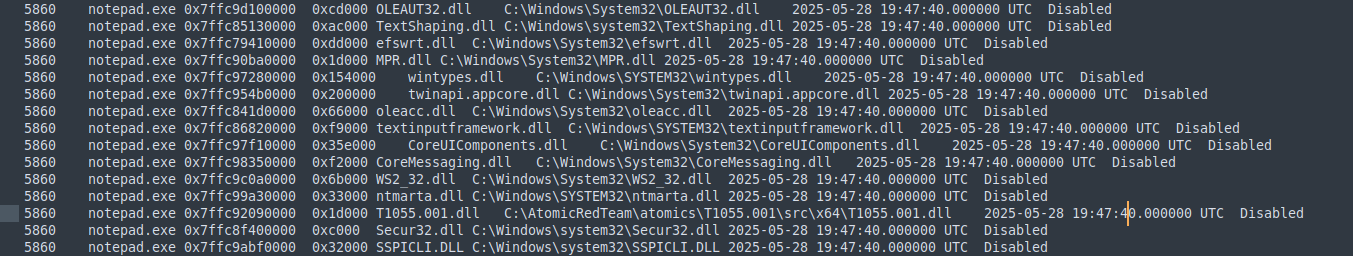 5860 notepad.exe 0x7ffc9d100000 0xcd000 OLEAUT32.dll C:\Windows\System32\OLEAUT32.dll 2025-05-28 19:47:40.000000 UTC Disabled
5860 notepad.exe 0x7ffc85130000 0xac000 TextShaping.dll C:\Windows\System32\TextShaping.dll 2025-05-28 19:47:40.000000 UTC Disabled
5860 notepad.exe 0x7ffc79410000 0xdd000 efswrt.dll C:\Windows\System32\efswrt.dll 2025-05-28 19:47:40.000000 UTC Disabled
5860 notepad.exe 0x7ffc90ba0000 0x1d000 MPR.dll C:\Windows\System32\MPR.dll 2025-05-28 19:47:40.000000 UTC Disabled
5860 notepad.exe 0x7ffc97280000 0x154000 wintypes.dll C:\Windows\SYSTEM32\wintypes.dll 2025-05-28 19:47:40.000000 UTC Disabled
5860 notepad.exe 0x7ffc954b0000 0x200000 twinapi.appcore.dll C:\Windows\System32\twinapi.appcore.dll 2025-05-28 19:47:40.000000 UTC Disabled
5860 notepad.exe 0x7ffc841d0000 0x66000 oleacc.dll C:\Windows\System32\oleacc.dll 2025-05-28 19:47:40.000000 UTC Disabled
5860 notepad.exe 0x7ffc86820000 0xf9000 textinputframework.dll C:\Windows\SYSTEM32\textinputframework.dll 2025-05-28 19:47:40.000000 UTC Disabled
5860 notepad.exe 0x7ffc97f10000 0x35e000 CoreUIComponents.dll C:\Windows\System32\CoreUIComponents.dll 2025-05-28 19:47:40.000000 UTC Disabled
5860 notepad.exe 0x7ffc98350000 0xf2000 CoreMessaging.dll C:\Windows\System32\CoreMessaging.dll 2025-05-28 19:47:40.000000 UTC Disabled
5860 notepad.exe 0x7ffc9c0a0000 0x6b000 WS2_32.dll C:\Windows\System32\WS2_32.dll 2025-05-28 19:47:40.000000 UTC Disabled
5860 notepad.exe 0x7ffc99a30000 0x33000 ntmarta.dll C:\Windows\SYSTEM32\ntmarta.dll 2025-05-28 19:47:40.000000 UTC Disabled
5860 notepad.exe 0x7ffc92090000 0x1d000 T1055.001.dll C:\AtomicRedTeam\atomics\T1055.001\src\x64\T1055.001.dll 2025-05-28 19:47:40.000000 UTC Disabled
5860 notepad.exe 0x7ffc8f400000 0xc000 Secur32.dll C:\Windows\system32\Secur32.dll 2025-05-28 19:47:40.000000 UTC Disabled
5860 notepad.exe 0x7ffc9abf0000 0x32000 SSPICLI.DLL C:\Windows\system32\SSPICLI.DLL 2025-05-28 19:47:40.000000 UTC Disabled